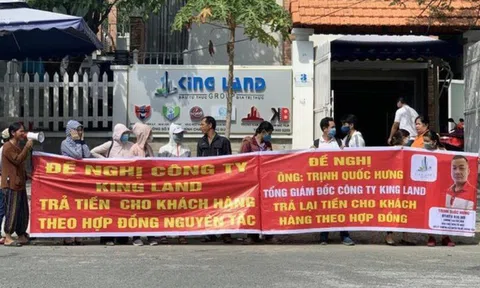 KING LAND
GROUP
ĐỀ NGHỊ CÔNG TY
KING LAND
TRẢ TIỀN CHO KHÁCH HÀNG
THEO HỢP ĐỒNG NGUYÊN TẮC
ĐỀ NGHỊ
ÔNG: TRỊNH QUỐC HƯNG
TỔNG GIÁM ĐỐC CÔNG TY KING LAND
TRẢ LẠI TIỀN CHO KHÁCH
HÀNG THEO HỢP ĐỒNG